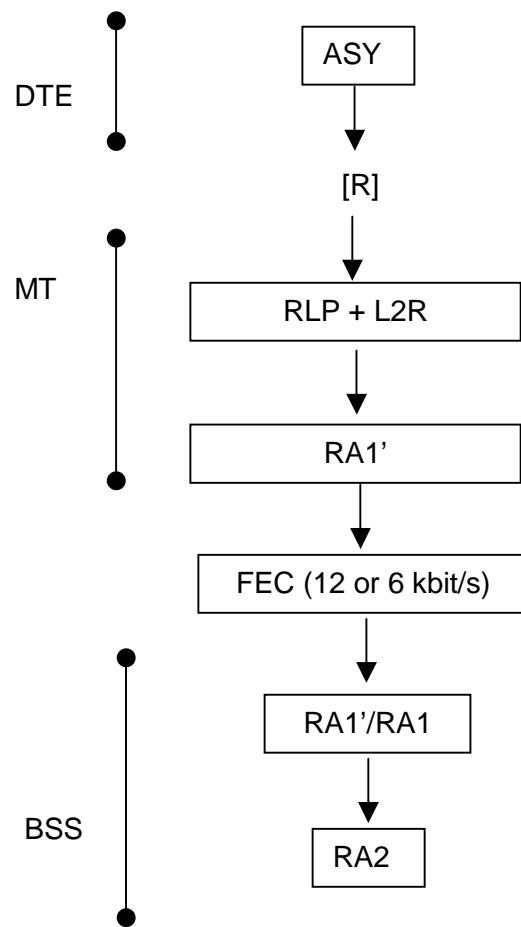 ASY
DTE
[R]
MT
RLP + L2R
RA1’
FEC (12 or 6 kbit/s)
RA1’/RA1
BSS
RA2